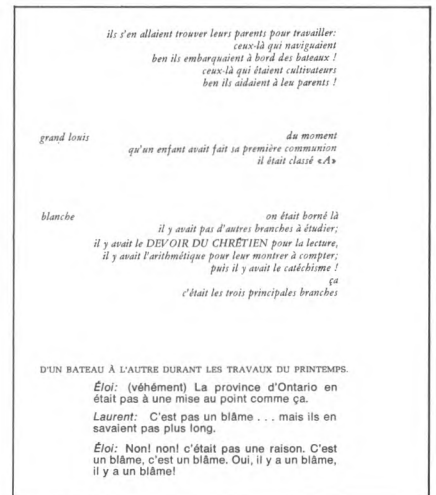 ils s'en allaient trouver leurs parents pour travailler:
ceux-là qui naviguaient
ben ils embarquaient à bord des bateaux !
ceux-là qui étaient cultivateurs
ben ils aidaient à leu parents !
grand louis du moment
qu'un enfant avait fait sa première communion
il était classé «A»
blanche on était borné là
il y avait pas d'autres branches à étudier;
il y avait le DEVOIR DU CHRÉTIEN pour la lecture,
il y avait l'arithmétique pour leur montrer à compter;
puis il y avait le catéchisme !
ça
c'était les trois principales branches
D'UN BATEAU À L'AUTRE DURANT LES TRAVAUX DU PRINTEMPS.
Éloi: (véhément) La province d'Ontario en
était pas à une mise au point comme ça.
Laurent: C'est pas un blâme . . . mais ils en
savaient pas plus long.
Éloi: Non! non! c'était pas une raison. C'est
un blâme, c'est un blâme. Oui, il y a un blâme,
il y a un blâme!